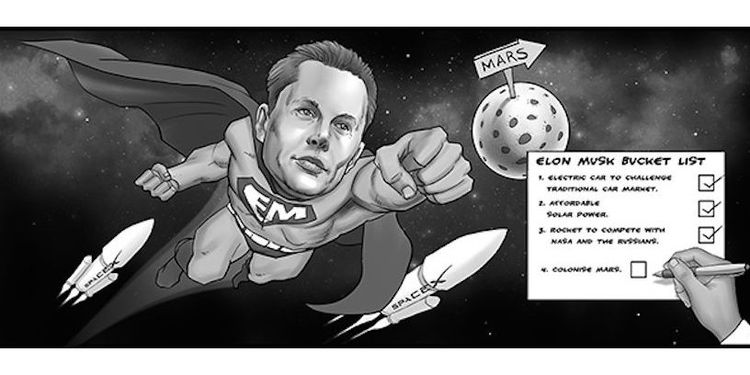 MARS
ELON MUSK BUCKET LIST
1. ELECTRIC CAR TO CHALLENGE
TRADITIONAL CAR MARKET.
2. AFFORDABLE
SOLAR POWER.
3. ROCKET TO COMPETE WITH
NASA AND THE RUSSIANS.
4. COLONISE MARS.
EM
SPACEX
SPACEX